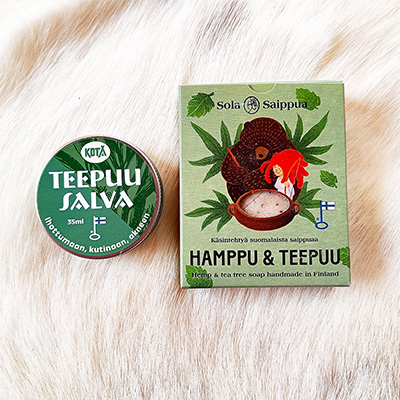 KOTA
TEEPUU
SALVA
35ml
ihottumaan, kutinaan, akneen
Sola Saippua
Käsintehtyä suomalaista saippuaa
HAMPPU & TEEPUU
Hemp & tea tree soap handmade in Finland